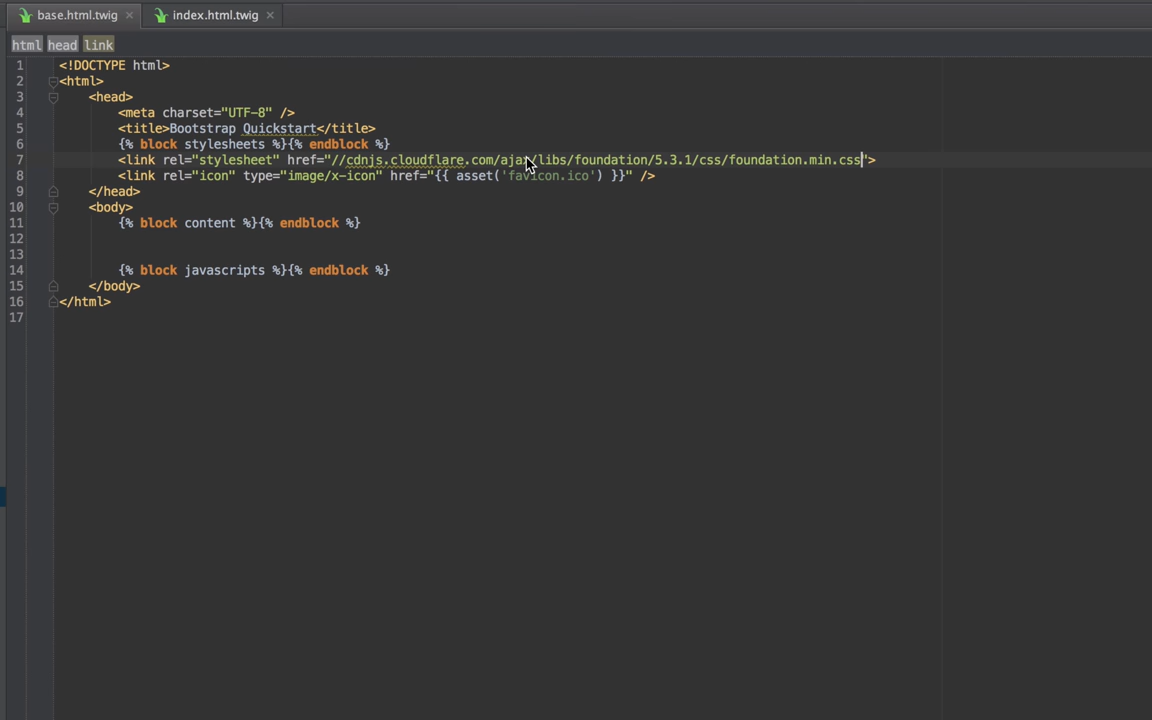 base.html.twig index.html.twig
html head link
1 <!DOCTYPE html>
2 <html>
3 <head>
4 <meta charset="UTF-8" />
5 <title>Bootstrap Quickstart</title>
6 {% block stylesheets %}{% endblock %}
7 <link rel="stylesheet" href="//cdnjs.cloudflare.com/ajax/libs/foundation/5.3.1/css/foundation.min.css">
8 <link rel="icon" type="image/x-icon" href="{{ asset('favicon.ico') }}" />
9 </head>
10 <body>
11 {% block content %}{% endblock %}
12
13
14 {% block javascripts %}{% endblock %}
15 </body>
16 </html>
17